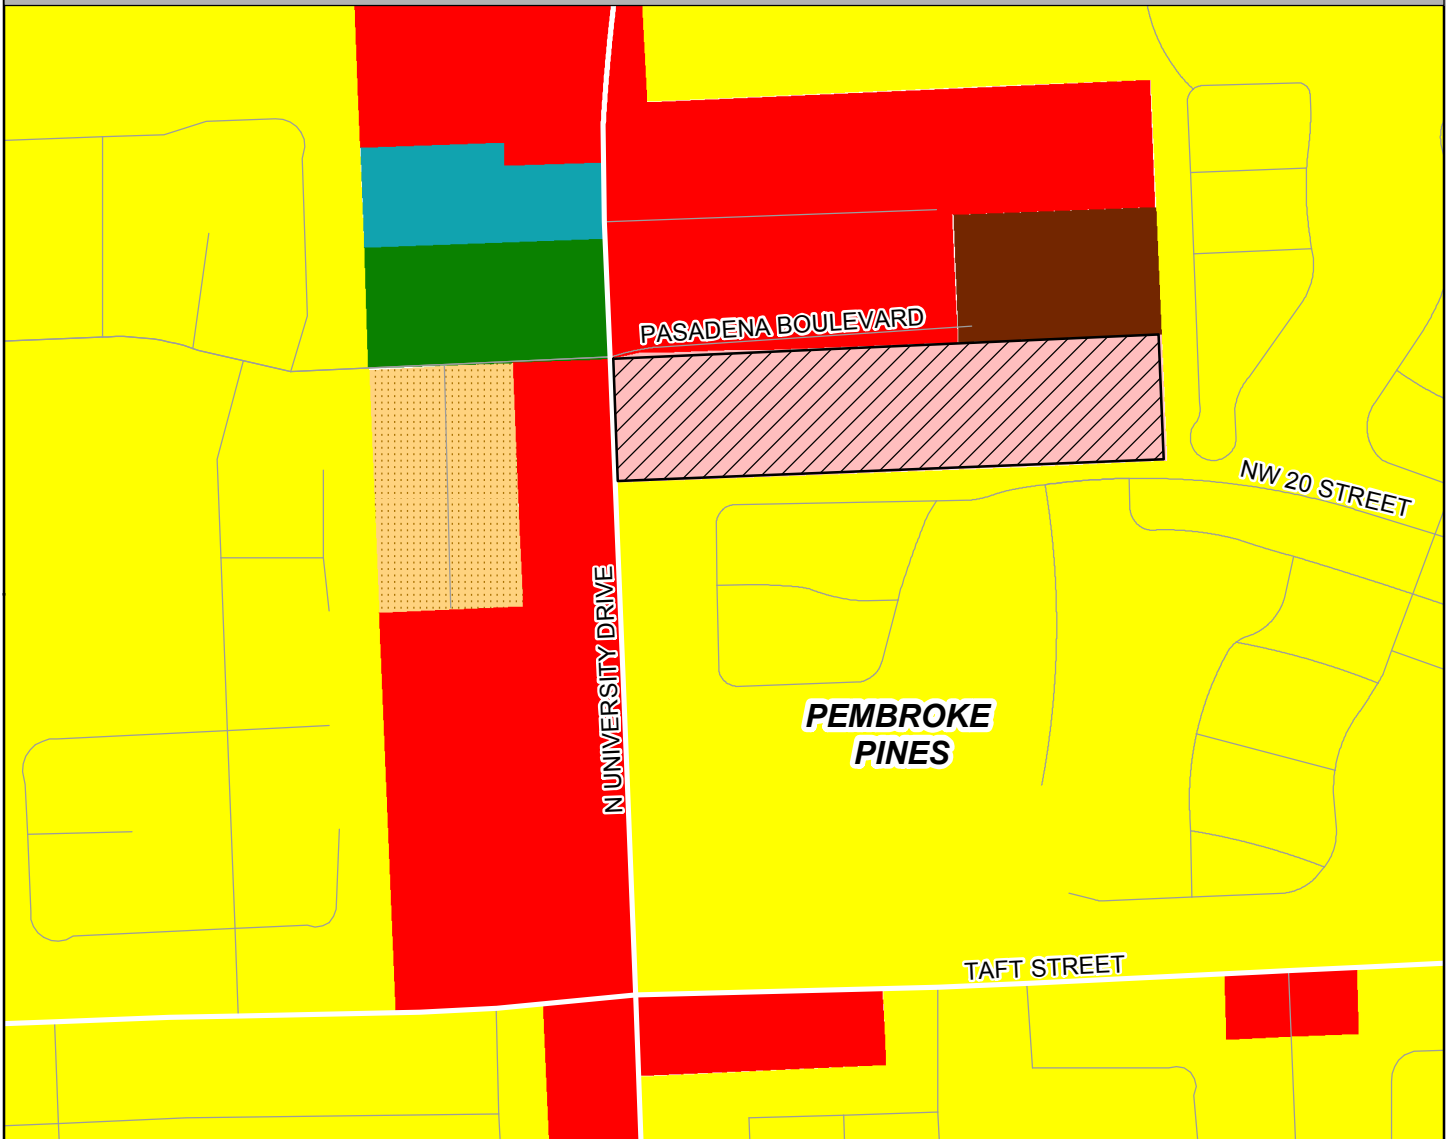 PASADENA BOULEVARD
NW 20 STREET
N UNIVERSITY DRIVE
PEMBROKE
PINES
TAFT STREET